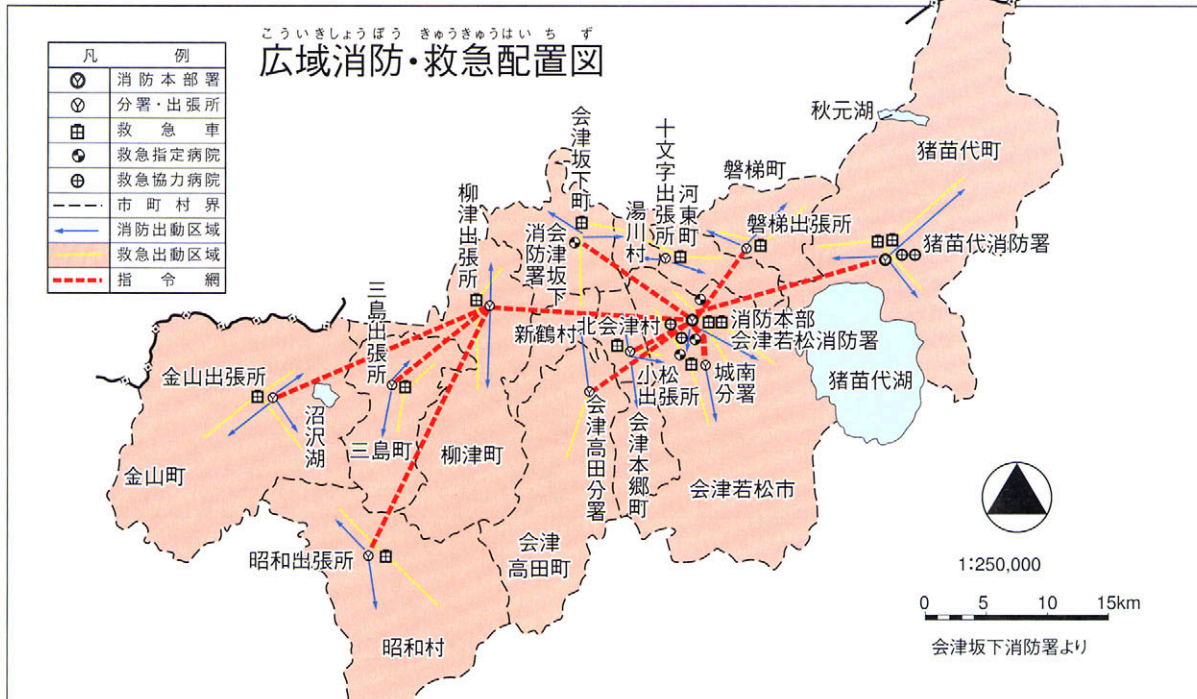 こういきしょうぼう きゅうきゅうはいちず
広域消防・救急配置図
凡例
消防本部署
分署・出張所
救急車
救急指定病院
救急協力病院
市町村界
消防出動区域
救急出動区域
指令網
秋元湖
猪苗代町
会津坂下町
十文字出張所
磐梯町
河東町
柳津出張所
湯川村
磐梯出張所
会津坂下
消防署
猪苗代消防署
三島出張所
新鶴村
北会津村
消防本部
会津若松消防署
猪苗代湖
金山出張所
小松
出張所
城南
分署
沼沢湖
会津高田分署
会津本郷町
三島町
柳津町
金山町
会津若松市
会津
高田町
昭和出張所
昭和村
1:250,000
0 5 10 15km
会津坂下消防署より